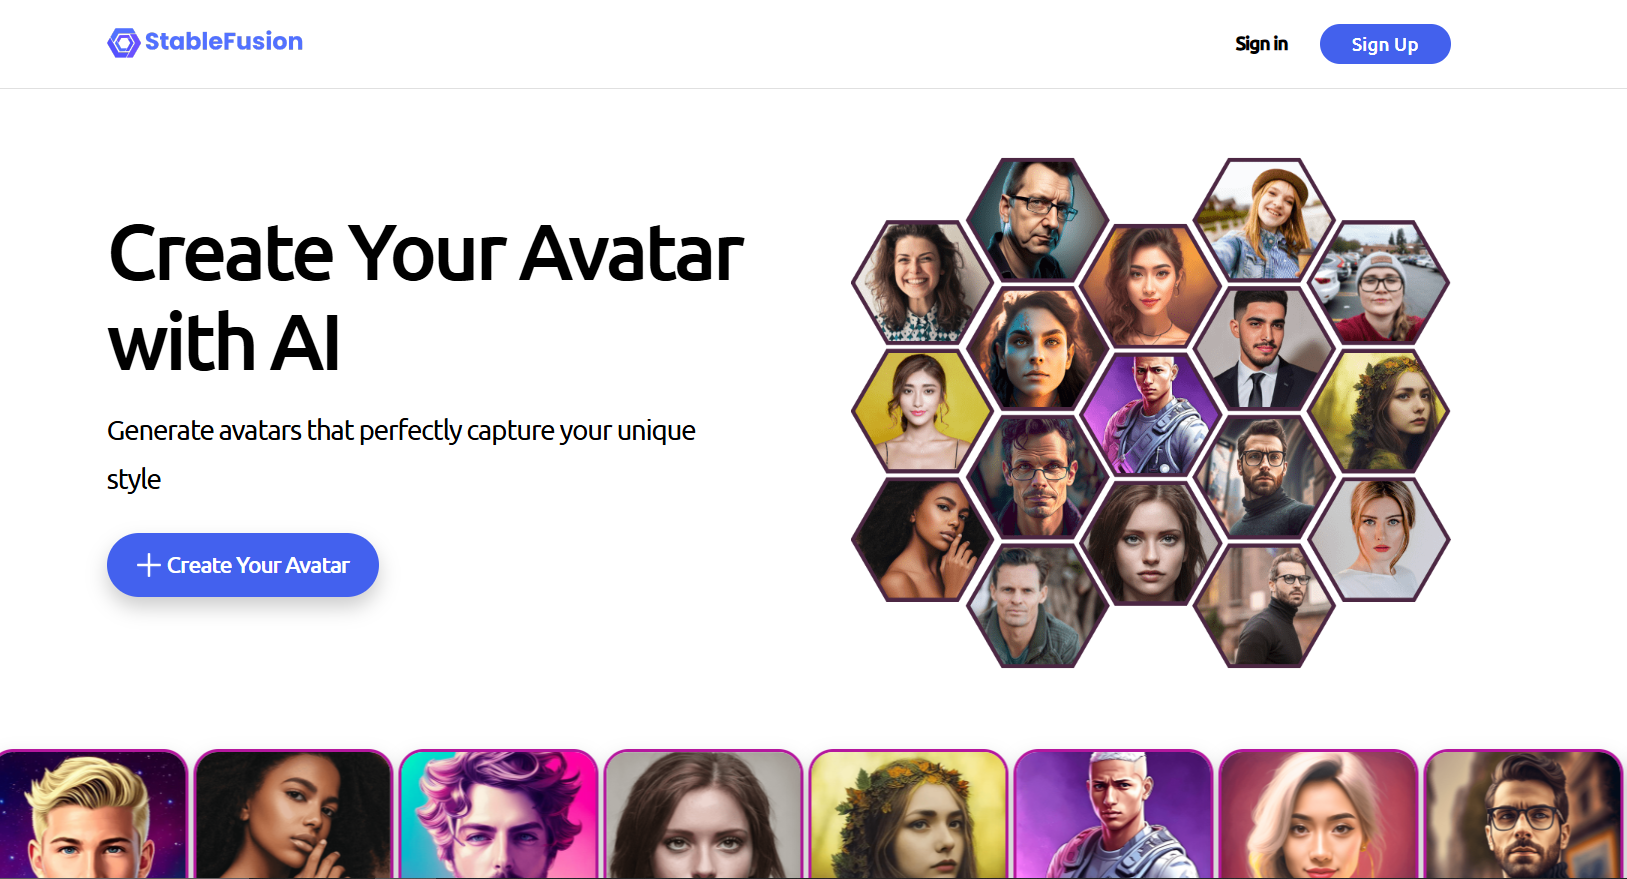 StableFusion
Sign in
Sign Up
Create Your Avatar
with AI
Generate avatars that perfectly capture your unique
style
Create Your Avatar